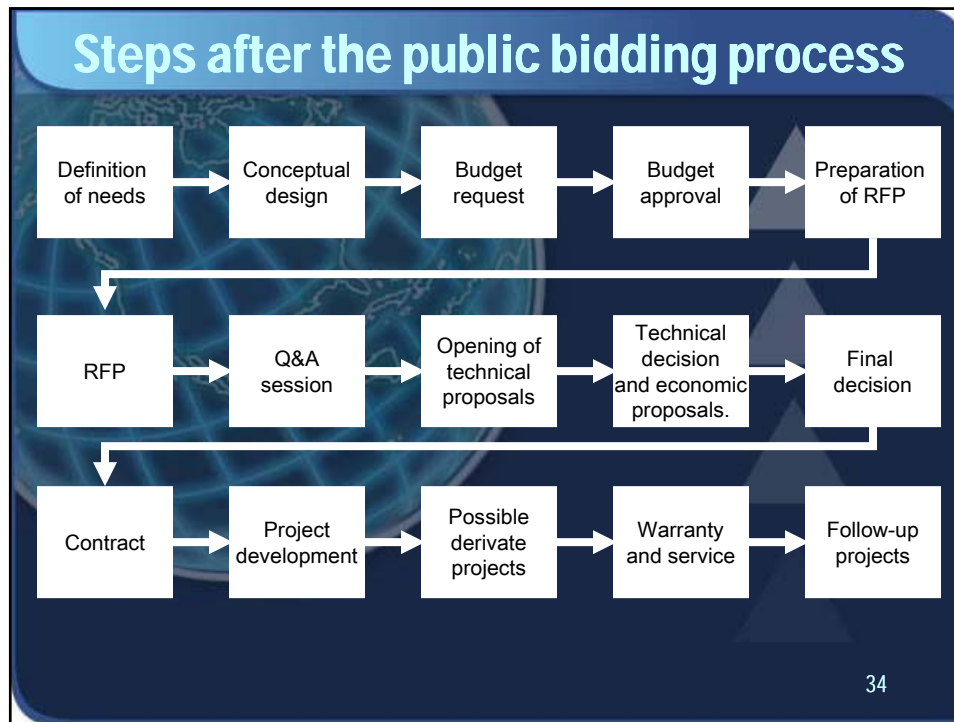 Steps after the public bidding process
Definition
of needs
Conceptual
design
Budget
request
Budget
approval
Preparation
of RFP
RFP
Q&A
session
Opening of
technical
proposals
Technical
decision
and economic
proposals.
Final
decision
Contract
Project
development
Possible
derivate
projects
Warranty
and service
Follow-up
projects
34